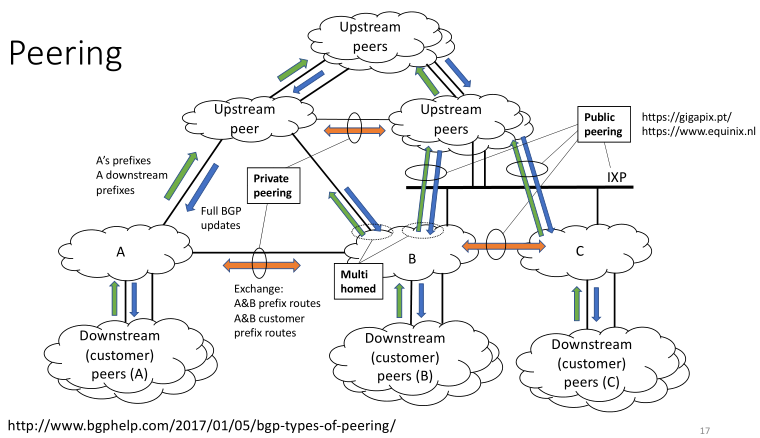 Peering
Upstream
peers
Upstream
peer
Upstream
peers
Public
peering
https://gigapix.pt/
https://www.equinix.nl
A's prefixes
A downstream
prefixes
Private
peering
IXP
Full BGP
updates
A
B
C
Multi
homed
Exchange:
A&B prefix routes
A&B customer
prefix routes
Downstream
(customer)
peers (A)
Downstream
(customer)
peers (B)
Downstream
(customer)
peers (C)
http://www.bgphelp.com/2017/01/05/bgp-types-of-peering/
17